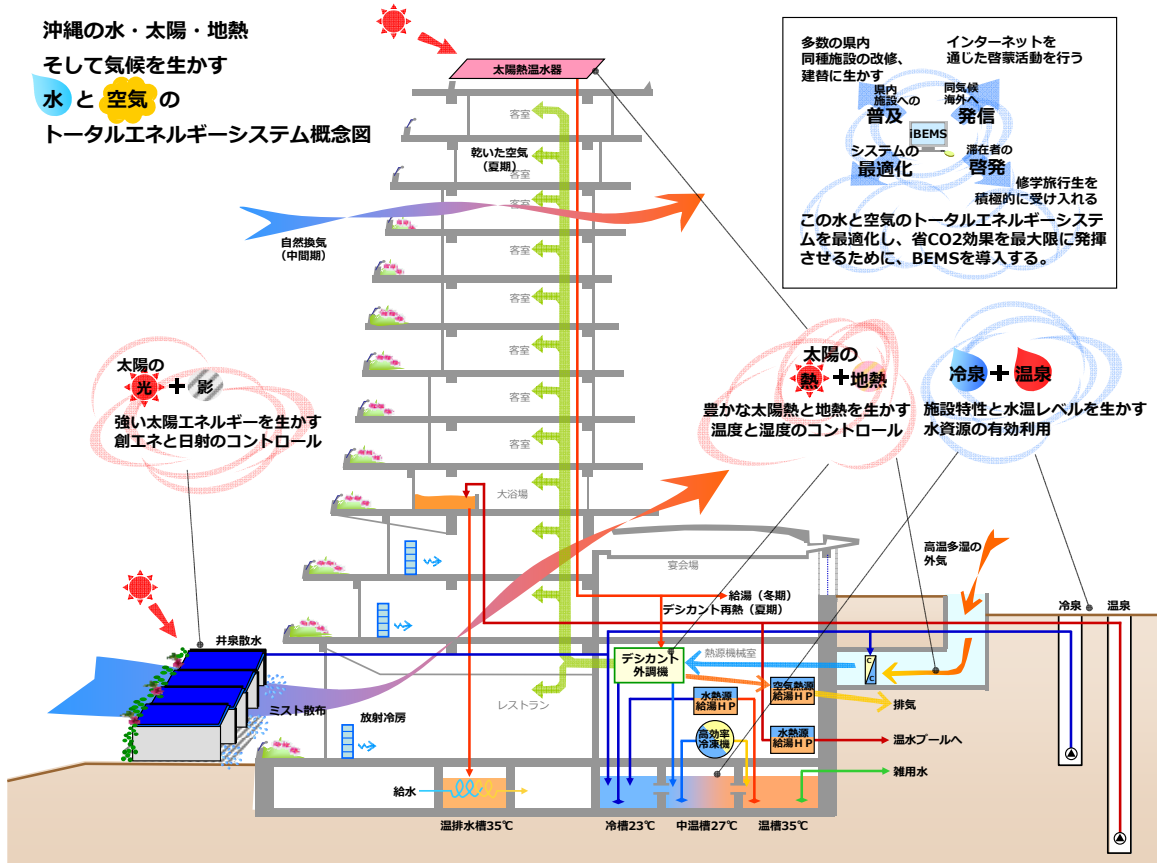 沖縄の水・太陽・地熱
そして気候を生かす
水 と 空気 の
トータルエネルギーシステム概念図
太陽熱温水器
多数の県内
同種施設の改修、
建替に生かす
インターネットを
通じた啓蒙活動を行う
県内
施設への
普及
同気候
海外へ
発信
iBEMS
システムの
最適化
滞在者の
啓発
修学旅行生を
積極的に受け入れる
この水と空気のトータルエネルギーシステ
ムを最適化し、省CO2効果を最大限に発揮
させるために、BEMSを導入する。
客室
乾いた空気
(夏期)
客室
客室
客室
客室
客室
客室
客室
客室
自然換気
(中間期)
太陽の
光 + 影
強い太陽エネルギーを生かす
創エネと日射のコントロール
太陽の
熱 + 地熱
豊かな太陽熱と地熱を生かす
温度と湿度のコントロール
冷泉 + 温泉
施設特性と水温レベルを生かす
水資源の有効利用
大浴場
宴会場
高温多湿の
外気
給湯(冬期)
デシカント再熱(夏期)
冷泉
温泉
井泉散水
デシカント
外調機
熱源機械室
C/C
空気熱源
給湯HP
排気
レストラン
水熱源
給湯HP
ミスト散布
放射冷房
高効率
冷凍機
水熱源
給湯HP
温水プールへ
雑用水
給水
温排水槽35℃
冷槽23℃
中温槽27℃
温槽35℃